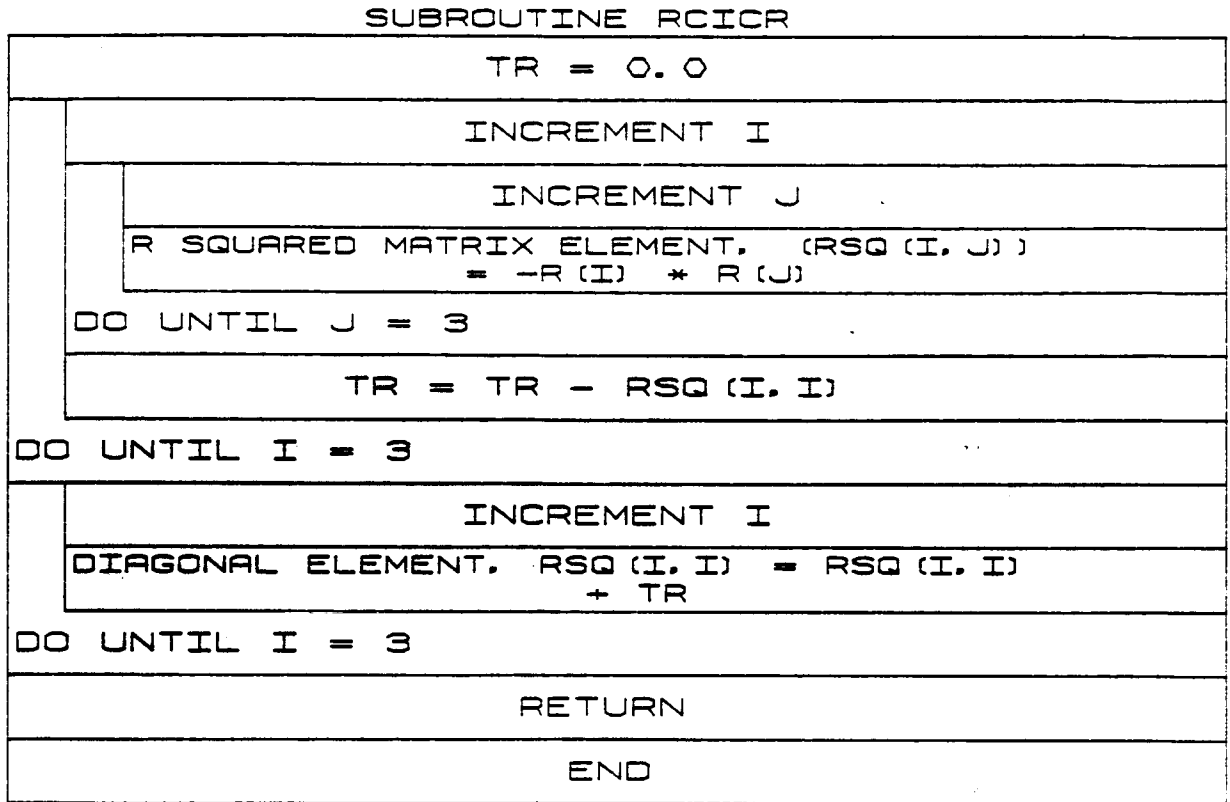 SUBROUTINE RCICR
TR = 0.0
INCREMENT I
INCREMENT J
R SQUARED MATRIX ELEMENT. (RSQ(I,J))
= -R(I) * R(J)
DO UNTIL J = 3
TR = TR - RSQ(I,I)
DO UNTIL I = 3
INCREMENT I
DIAGONAL ELEMENT. RSQ(I,I) = RSQ(I,I)
+ TR
DO UNTIL I = 3
RETURN
END